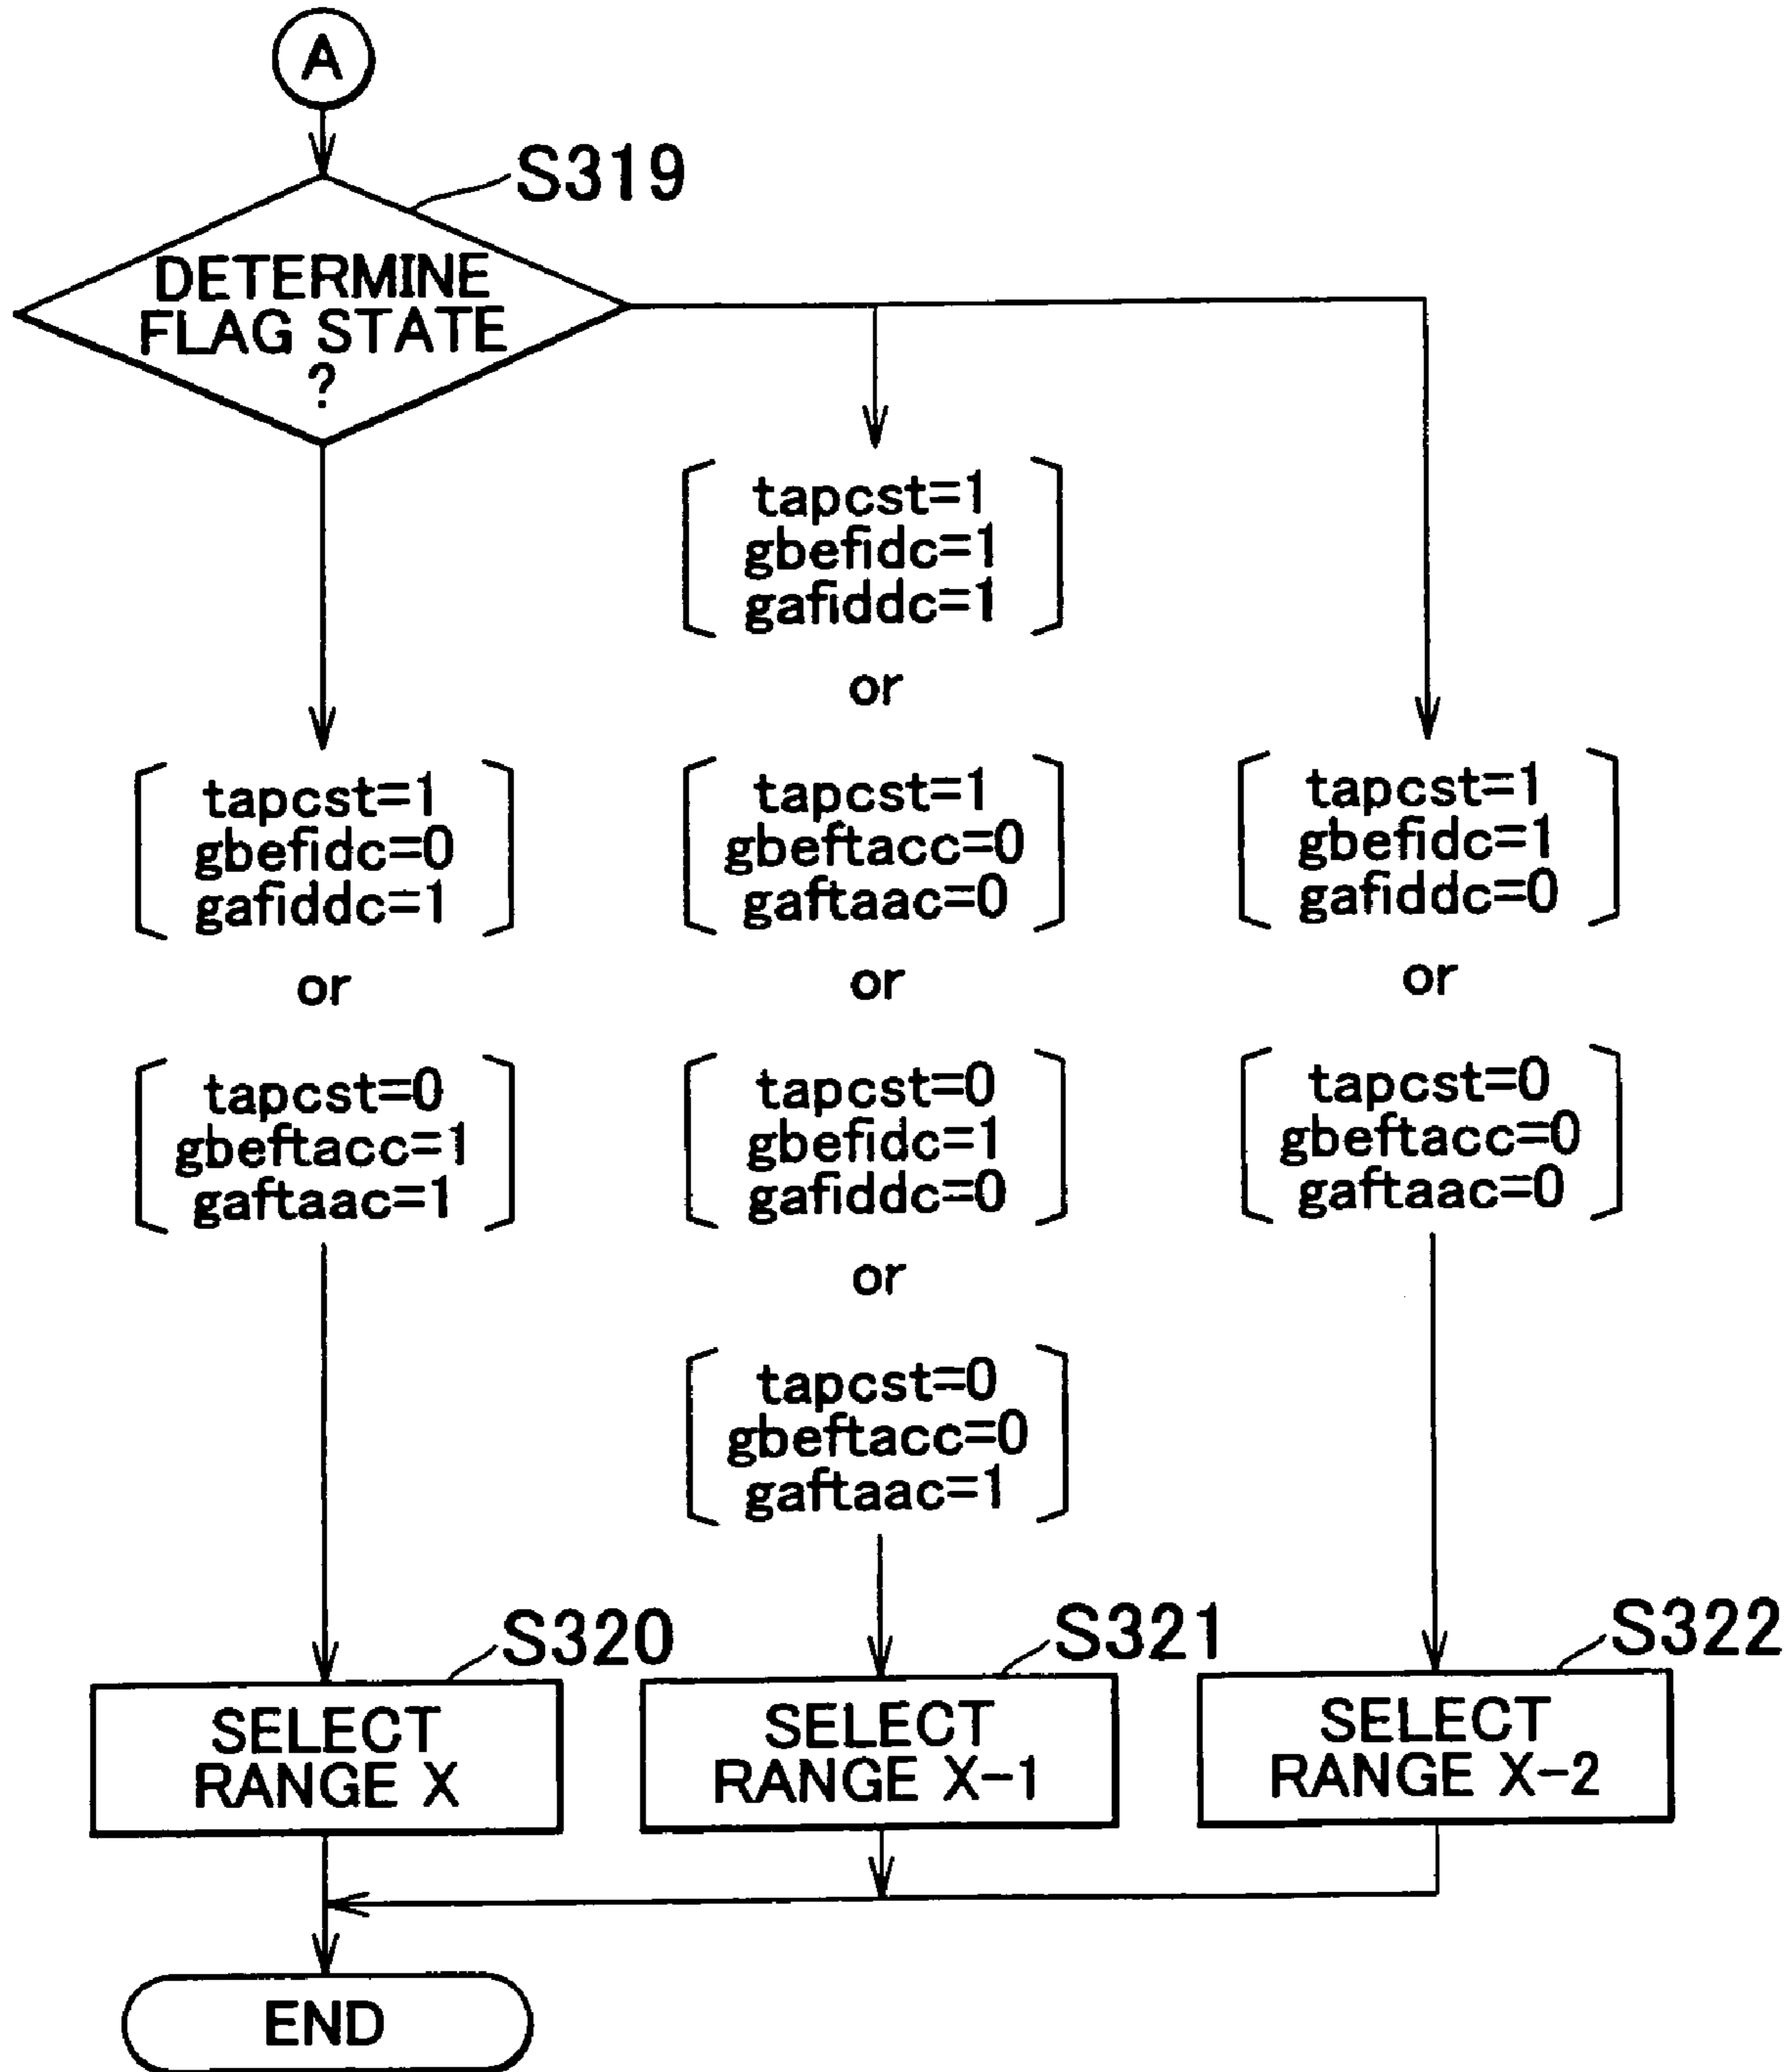 A
S319
DETERMINE
FLAG STATE
?
tapcst=1
gbefidc=0
gafiddc=1
or
tapcst=0
gbeftacc=1
gaftaac=1
tapcst=1
gbefidc=1
gafiddc=1
or
tapcst=1
gbeftacc=0
gaftaac=0
or
tapcst=0
gbefidc=1
gafiddc=0
or
tapcst=0
gbeftacc=0
gaftaac=1
tapcst=1
gbefidc=1
gafiddc=0
or
tapcst=0
gbeftacc=0
gaftaac=0
S320
SELECT
RANGE X
S321
SELECT
RANGE X-1
S322
SELECT
RANGE X-2
END